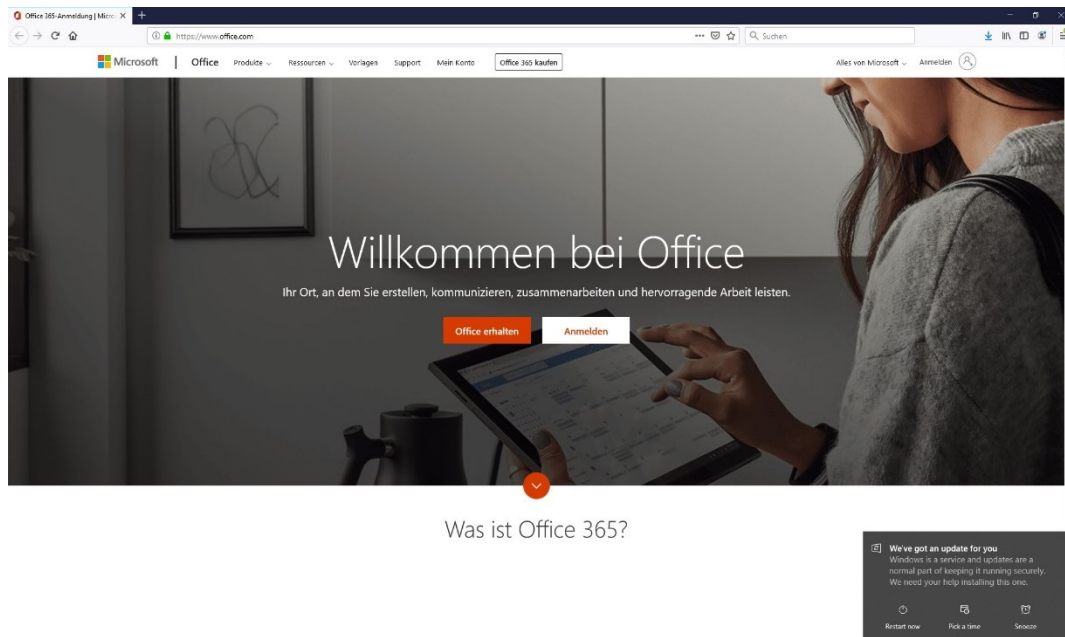 Office 365-Anmeldung | Micro
https://www.office.com
Suchen
Microsoft Office Produkte Ressourcen Vorlagen Support Mein Konto Office 365 kaufen Alles von Microsoft Anmelden
Willkommen bei Office
Ihr Ort, an dem Sie erstellen, kommunizieren, zusammenarbeiten und hervorragende Arbeit leisten.
Office erhalten Anmelden
Was ist Office 365?
We've got an update for you
Windows is a service and updates are a
normal part of keeping it running securely.
We need your help installing this one.
Restart now Pick a time Snooze